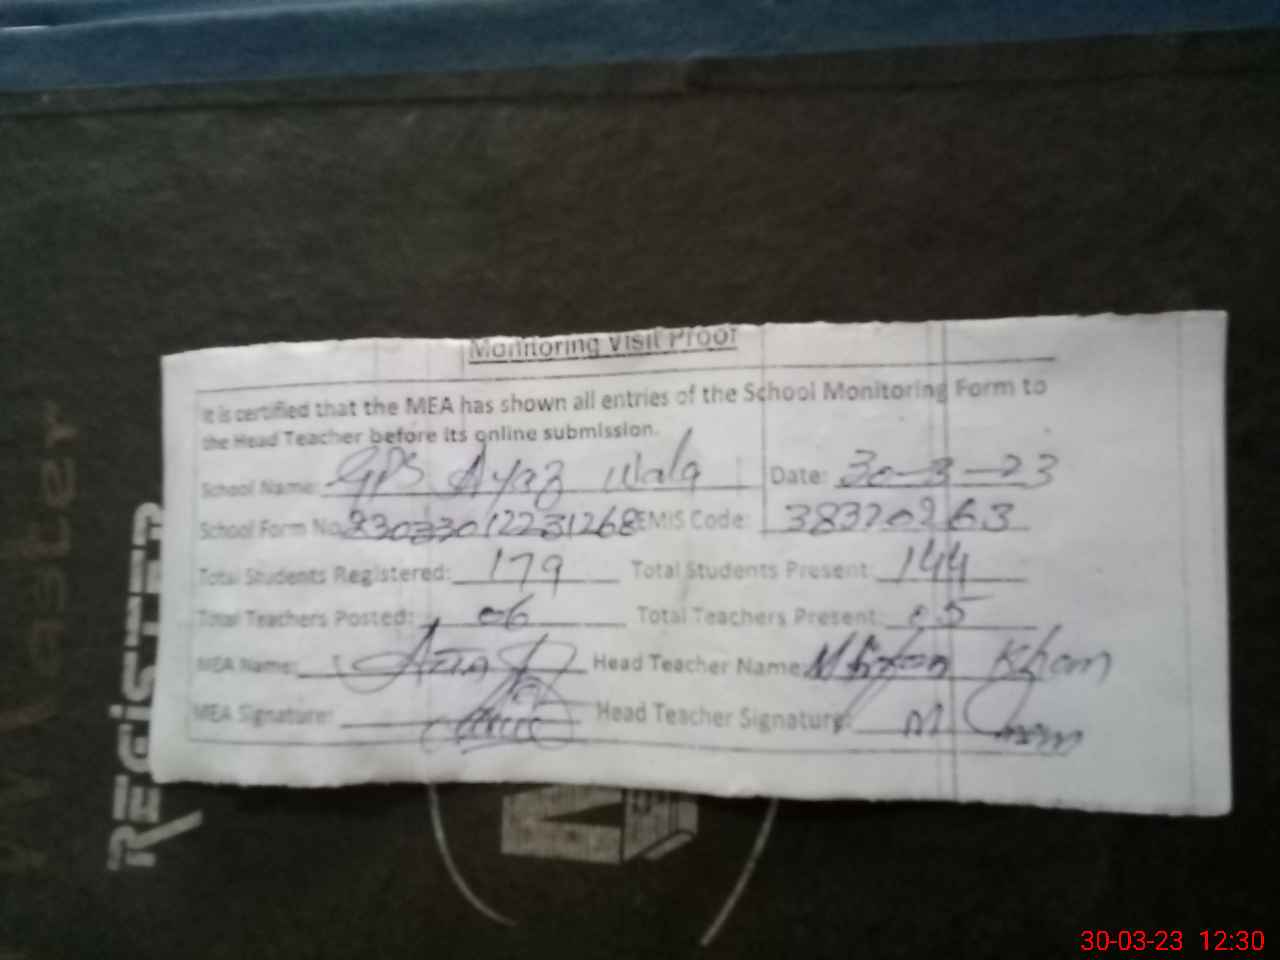 Monitoring Visit Proof
It is certified that the MEA has shown all entries of the School Monitoring Form to
the Head Teacher before its online submission.
School Name: GPS Ayaz Wala Date: 30-3-23
School Form No. EMIS Code: 38320263
Total Students Registered: 179 Total Students Present: 144
Total Teachers Posted: 06 Total Teachers Present: 05
MEA Name: Head Teacher Name: Khan
MEA Signature: Head Teacher Signature:
REGISTER
30-03-23 12:30